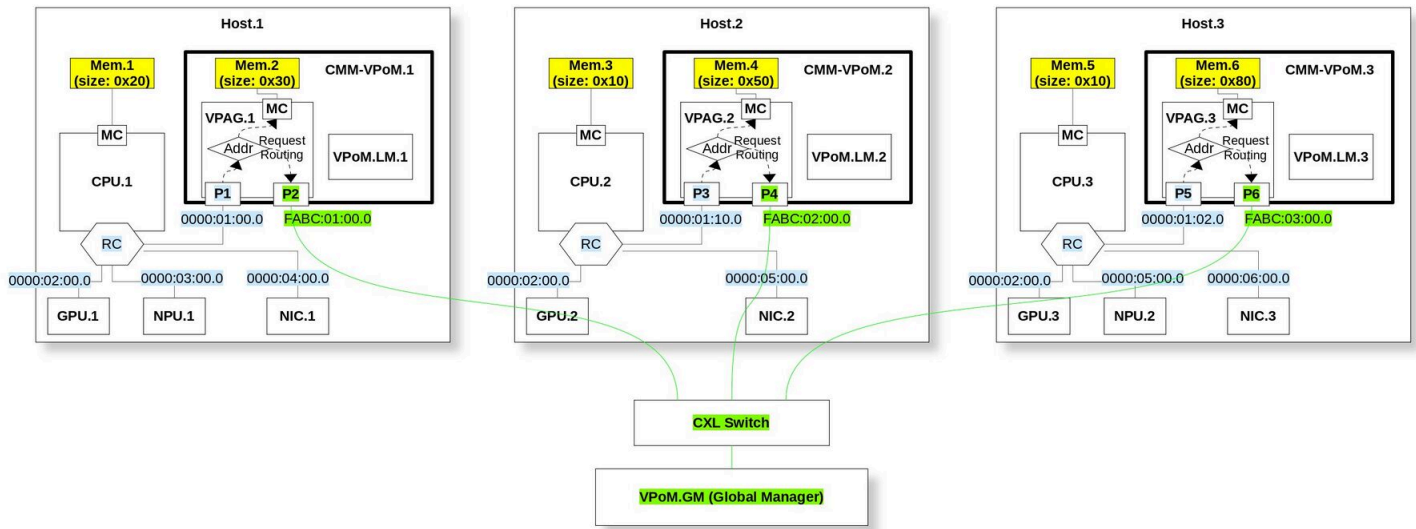 Host.1
Mem.1
(size: 0x20)
Mem.2
(size: 0x30)
CMM-VPoM.1
MC
VPAG.1
MC
Addr
Request
Routing
VPoM.LM.1
CPU.1
P1
P2
0000:01:00.0
FABC:01:00.0
RC
0000:02:00.0
0000:03:00.0
0000:04:00.0
GPU.1
NPU.1
NIC.1
Host.2
Mem.3
(size: 0x10)
Mem.4
(size: 0x50)
CMM-VPoM.2
MC
VPAG.2
MC
Addr
Request
Routing
VPoM.LM.2
CPU.2
P3
P4
0000:01:10.0
FABC:02:00.0
RC
0000:02:00.0
0000:05:00.0
GPU.2
NIC.2
Host.3
Mem.5
(size: 0x10)
Mem.6
(size: 0x80)
CMM-VPoM.3
MC
VPAG.3
MC
Addr
Request
Routing
VPoM.LM.3
CPU.3
P5
P6
0000:01:02.0
FABC:03:00.0
RC
0000:02:00.0
0000:05:00.0
0000:06:00.0
GPU.3
NPU.2
NIC.3
CXL Switch
VPoM.GM (Global Manager)